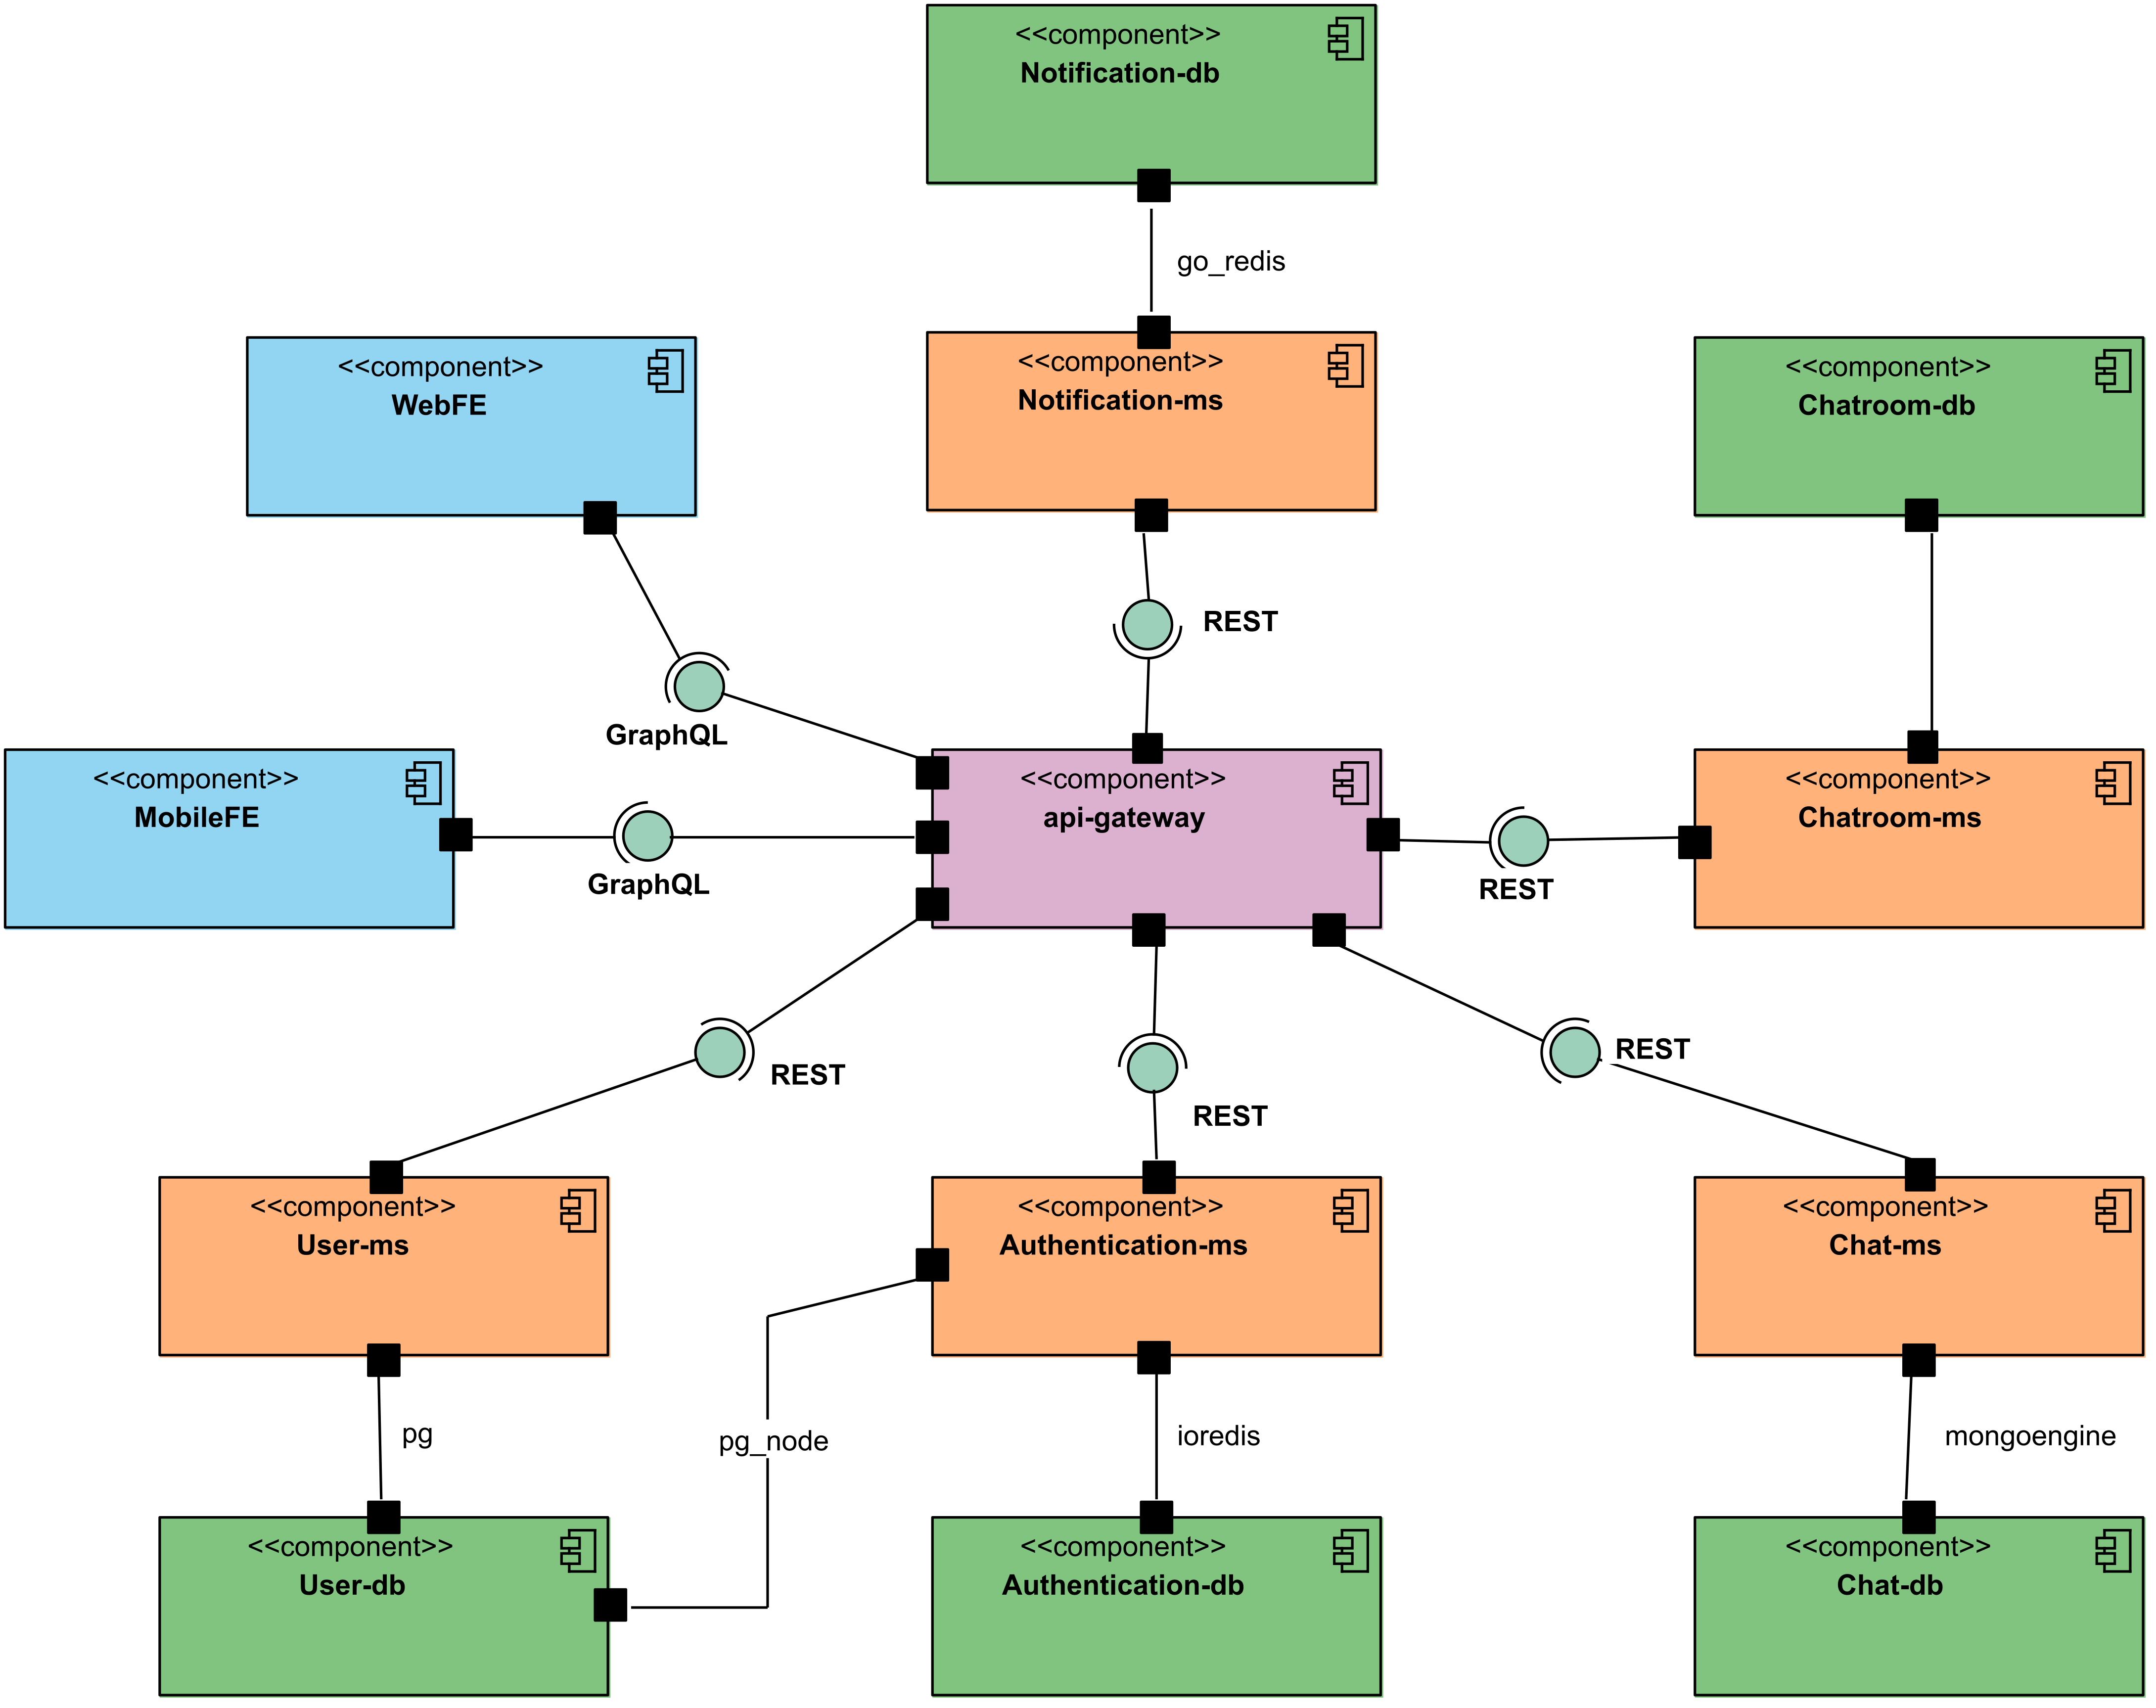 <<component>>
Notification-db
go_redis
<<component>>
WebFE
<<component>>
Notification-ms
<<component>>
Chatroom-db
REST
GraphQL
<<component>>
MobileFE
<<component>>
api-gateway
<<component>>
Chatroom-ms
GraphQL
REST
REST
REST
REST
<<component>>
User-ms
<<component>>
Authentication-ms
<<component>>
Chat-ms
pg
pg_node
ioredis
mongoengine
<<component>>
User-db
<<component>>
Authentication-db
<<component>>
Chat-db